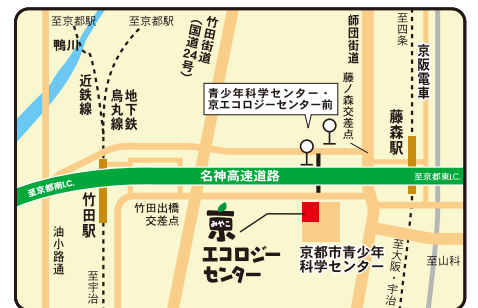 至京都駅
至京都駅
鴨川
近鉄線
地下鉄
烏丸線
竹田街道
(国道24号)
師団街道
藤ノ森交差点
至四条
京阪電車
青少年科学センター・
京エコロジーセンター前
藤森駅
名神高速道路
至京都南I.C.
至京都東I.C.
竹田駅
竹田出橋
交差点
油小路通
至宇治
京
みやこ
エコロジー
センター
京都市青少年
科学センター
至大阪・宇治
至山科